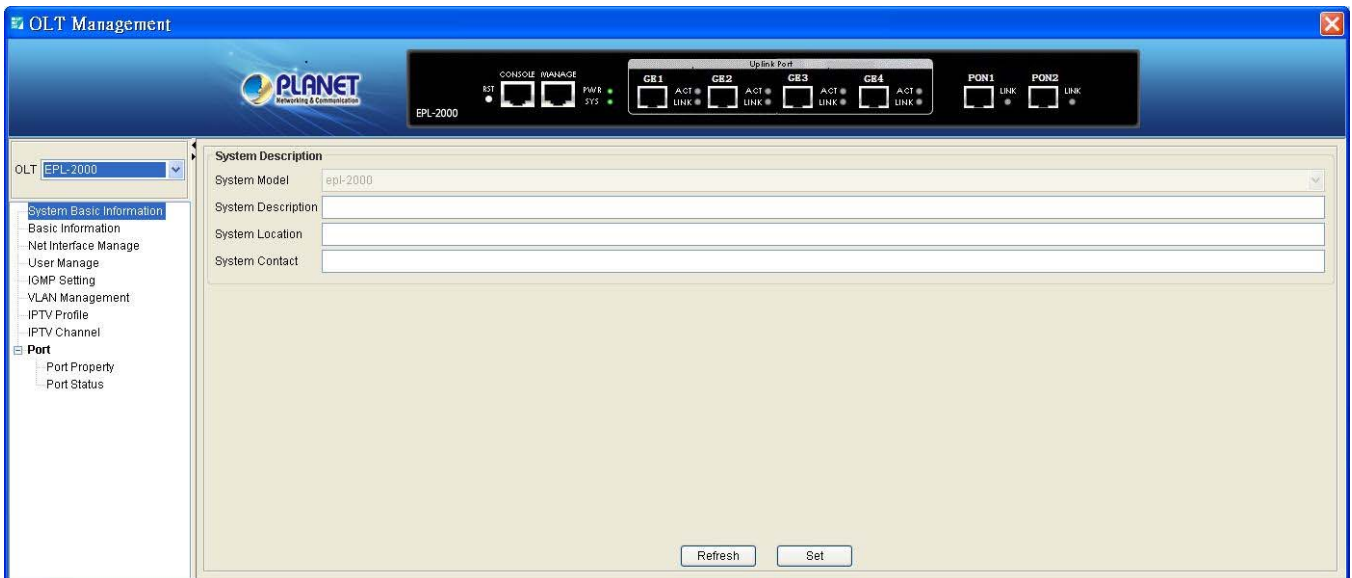 OLT Management
PLANET
Networking & Communication
EPL-2000
RST
CONSOLE
MANAGE
PWR
SYS
Uplink Port
GE1
ACT
LINK
GE2
ACT
LINK
GE3
ACT
LINK
GE4
ACT
LINK
PON1
LINK
PON2
LINK
OLT EPL-2000
System Basic Information
Basic Information
Net Interface Manage
User Manage
IGMP Setting
VLAN Management
IPTV Profile
IPTV Channel
Port
Port Property
Port Status
System Description
System Model epl-2000
System Description
System Location
System Contact
Refresh
Set